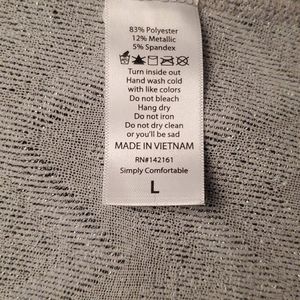 83% Polyester
12% Metallic
5% Spandex
Turn inside out
Hand wash cold
with like colors
Do not bleach
Hang dry
Do not iron
Do not dry clean
or you'll be sad
MADE IN VIETNAM
RN#142161
Simply Comfortable
L